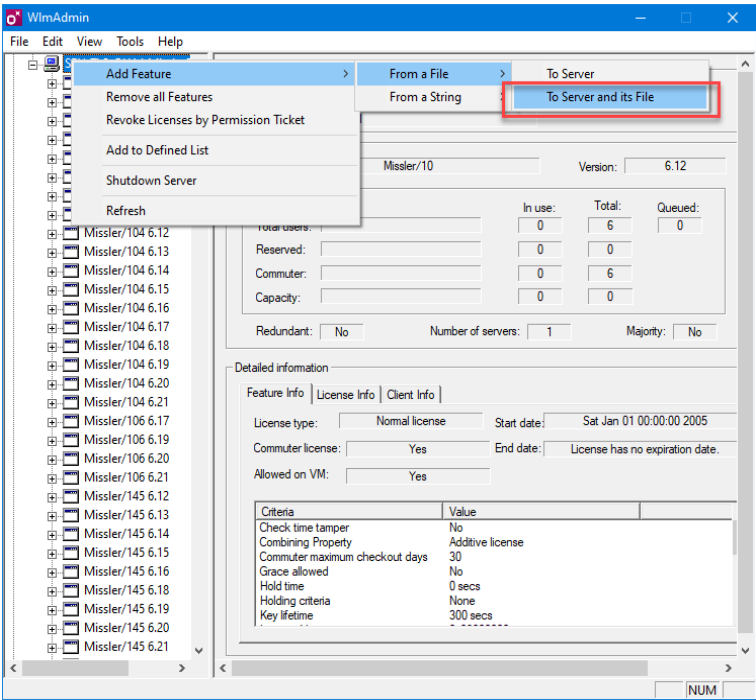 WlmAdmin
File Edit View Tools Help
Add Feature
Remove all Features
Revoke Licenses by Permission Ticket
Add to Defined List
Shutdown Server
Refresh
From a File
From a String
To Server
To Server and its File
Missler/104 6.12
Missler/104 6.13
Missler/104 6.14
Missler/104 6.15
Missler/104 6.16
Missler/104 6.17
Missler/104 6.18
Missler/104 6.19
Missler/104 6.20
Missler/104 6.21
Missler/106 6.17
Missler/106 6.19
Missler/106 6.20
Missler/106 6.21
Missler/145 6.12
Missler/145 6.13
Missler/145 6.14
Missler/145 6.15
Missler/145 6.16
Missler/145 6.18
Missler/145 6.19
Missler/145 6.20
Missler/145 6.21
Missler/10 Version: 6.12
In use: Total: Queued:
Total users: 0 6 0
Reserved: 0 0
Commuter: 0 6
Capacity: 0 0
Redundant: No Number of servers: 1 Majority: No
Detailed information
Feature Info License Info Client Info
License type: Normal license Start date: Sat Jan 01 00:00:00 2005
Commuter license: Yes End date: License has no expiration date.
Allowed on VM: Yes
Criteria Value
Check time tamper No
Combining Property Additive license
Commuter maximum checkout days 30
Grace allowed No
Hold time 0 secs
Holding criteria None
Key lifetime 300 secs
NUM